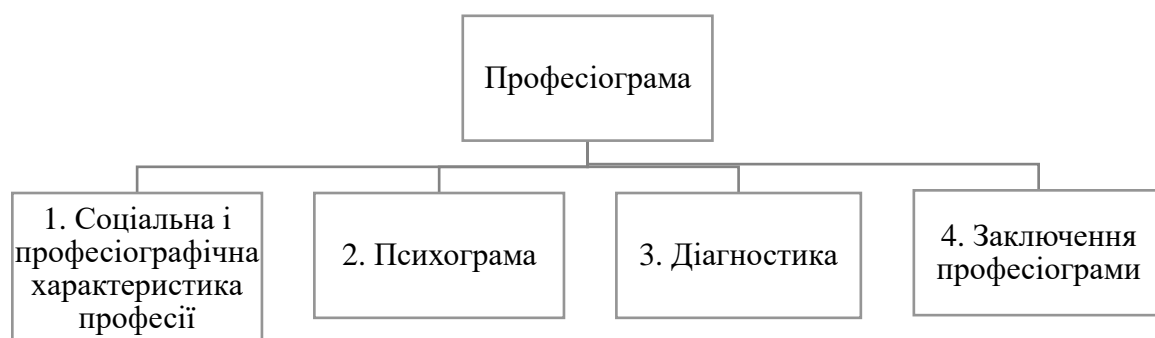 Професіограма
1. Соціальна і
професіографічна
характеристика
професії
2. Психограма
3. Діагностика
4. Заключення
професіограми